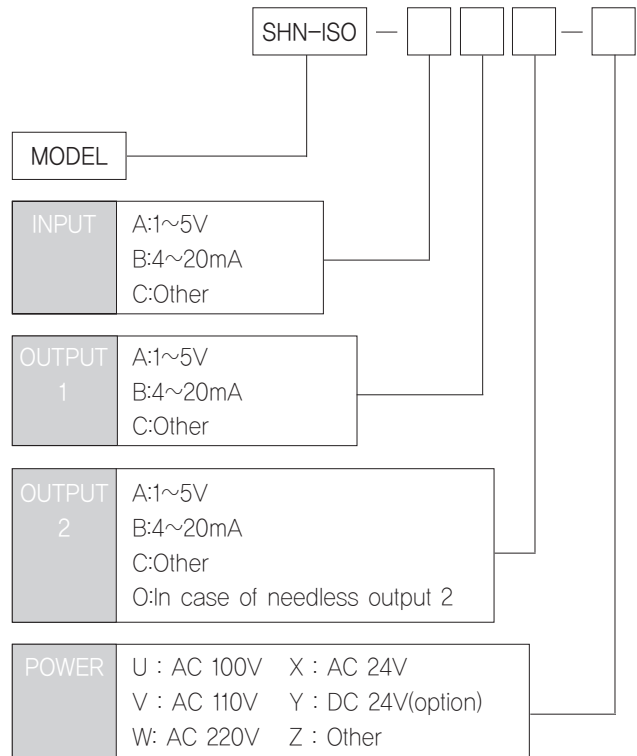 SHN-ISO — —
MODEL
INPUT
A:1~5V
B:4~20mA
C:Other
OUTPUT
1
A:1~5V
B:4~20mA
C:Other
OUTPUT
2
A:1~5V
B:4~20mA
C:Other
O:In case of needless output 2
POWER
U : AC 100V X : AC 24V
V : AC 110V Y : DC 24V(option)
W: AC 220V Z : Other